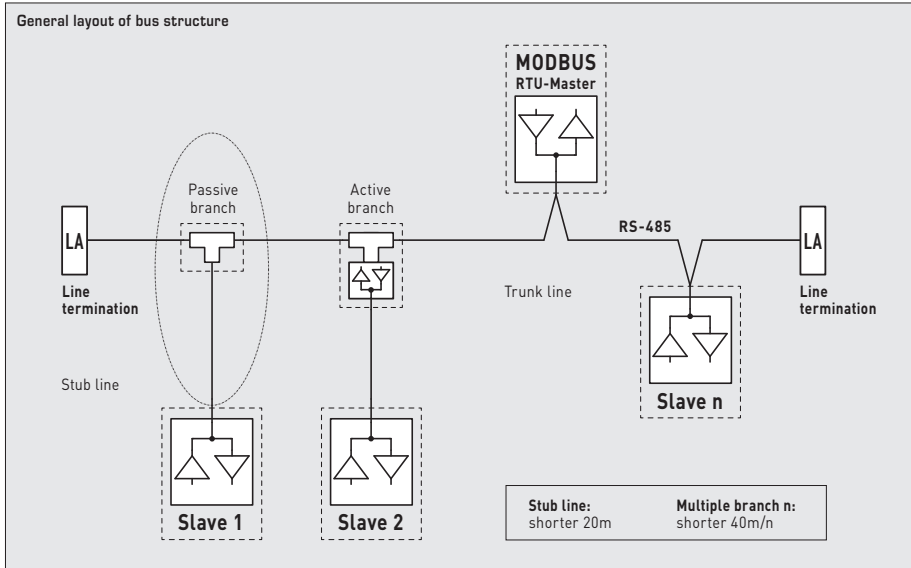 General layout of bus structure
MODBUS
RTU-Master
Passive
branch
Active
branch
LA
RS-485
LA
Line
termination
Trunk line
Line
termination
Stub line
Slave n
Slave 1
Slave 2
Stub line:
shorter 20m
Multiple branch n:
shorter 40m/n